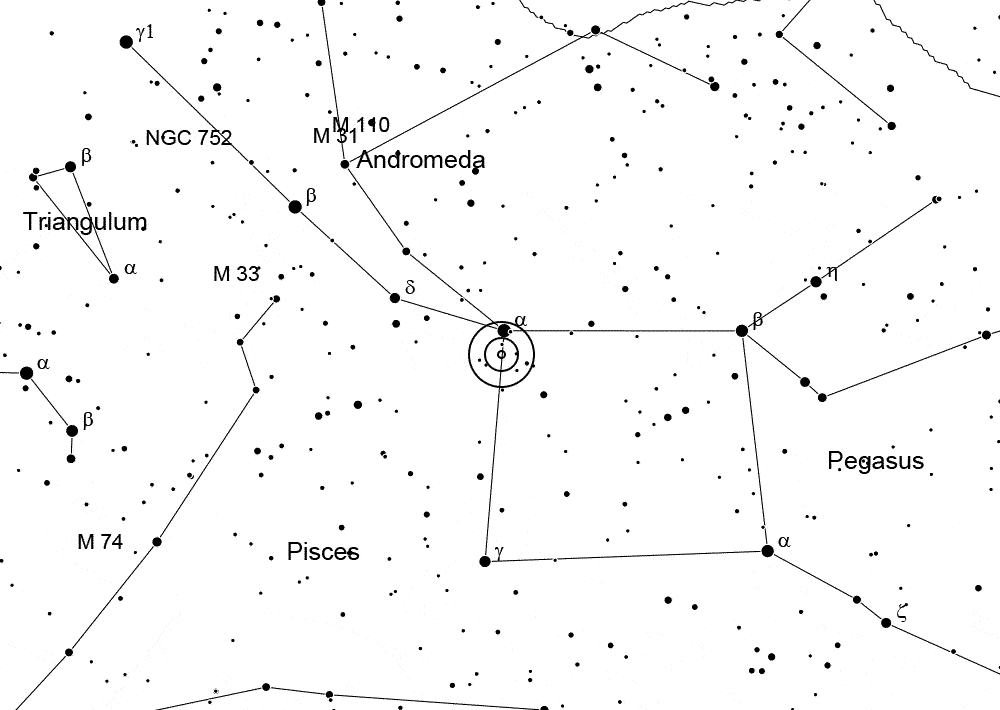 γ1
M 110
M 31
NGC 752
β
Andromeda
β
Triangulum
α
M 33
η
δ
α
β
α
β
Pegasus
M 74
Pisces
γ
α
ζ